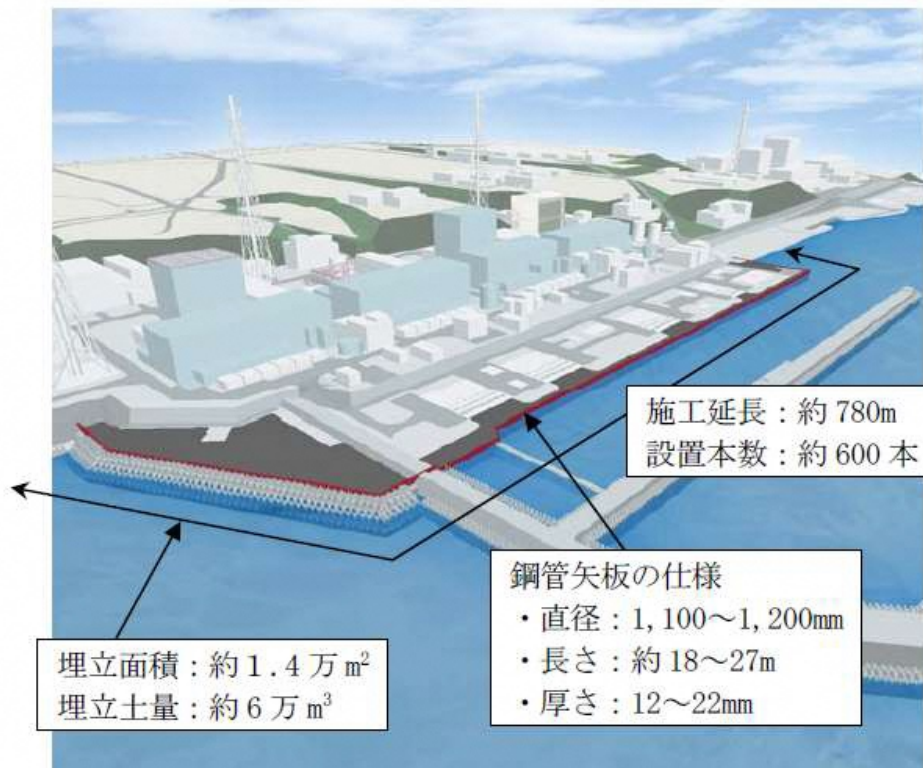 施工延長：約 780m
設置本数：約 600 本
鋼管矢板の仕様
・直径：1,100～1,200mm
・長さ：約 18～27m
・厚さ：12～22mm
埋立面積：約 1.4 万 m²
埋立土量：約 6 万 m³